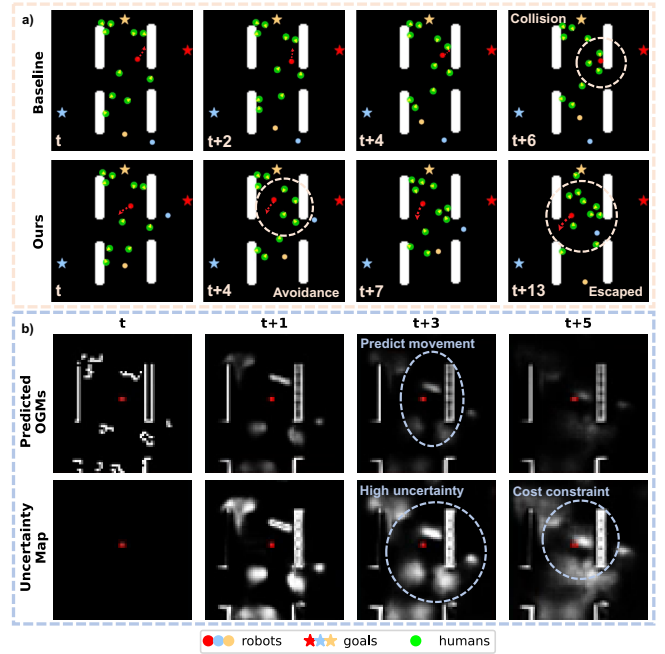 a)
Baseline
Collision
t
t+2
t+4
t+6
Ours
t
t+4
Avoidance
t+7
t+13
Escaped
b)
t
t+1
t+3
t+5
Predicted
OGMs
Predict movement
Uncertainty
Map
High uncertainty
Cost constraint
robots
goals
humans